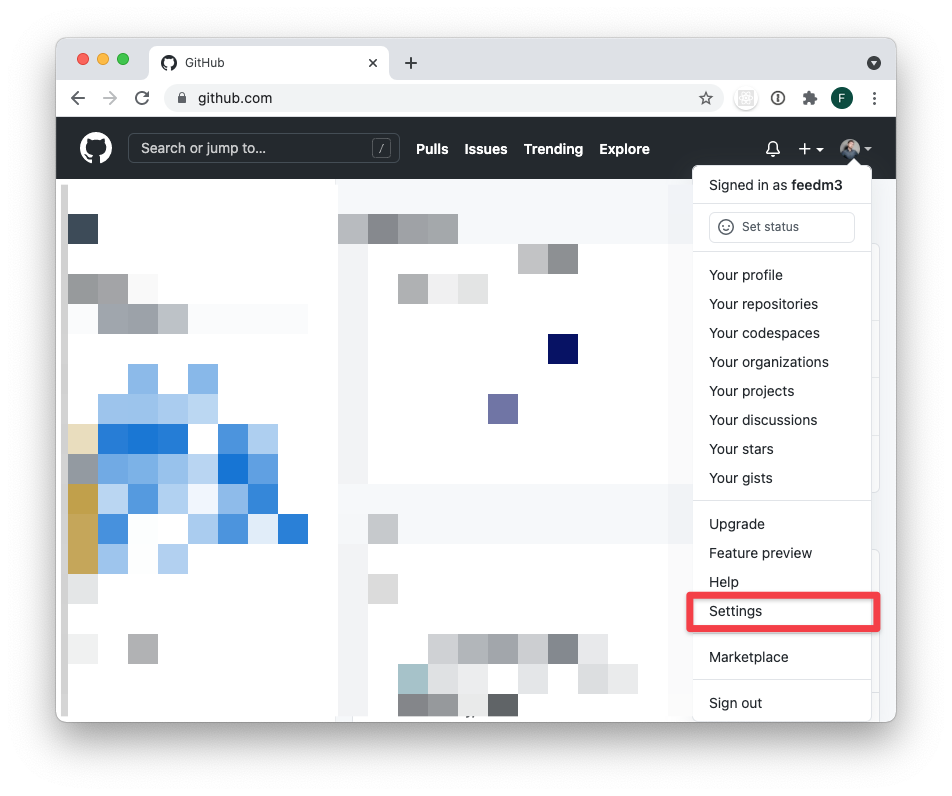 GitHub
github.com
F
Search or jump to... /
Pulls Issues Trending Explore
Signed in as feedm3
Set status
Your profile
Your repositories
Your codespaces
Your organizations
Your projects
Your discussions
Your stars
Your gists
Upgrade
Feature preview
Help
Settings
Marketplace
Sign out